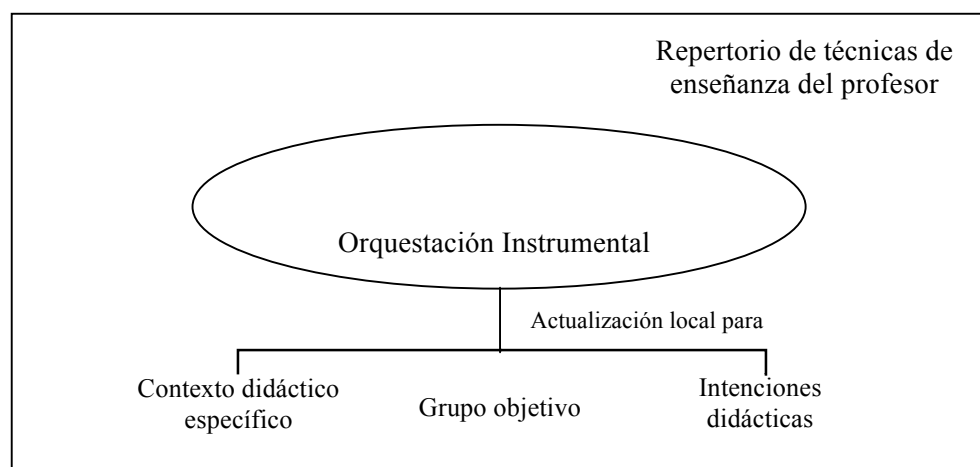 Repertorio de técnicas de
enseñanza del profesor
Orquestación Instrumental
Actualización local para
Contexto didáctico
específico
Grupo objetivo
Intenciones
didácticas